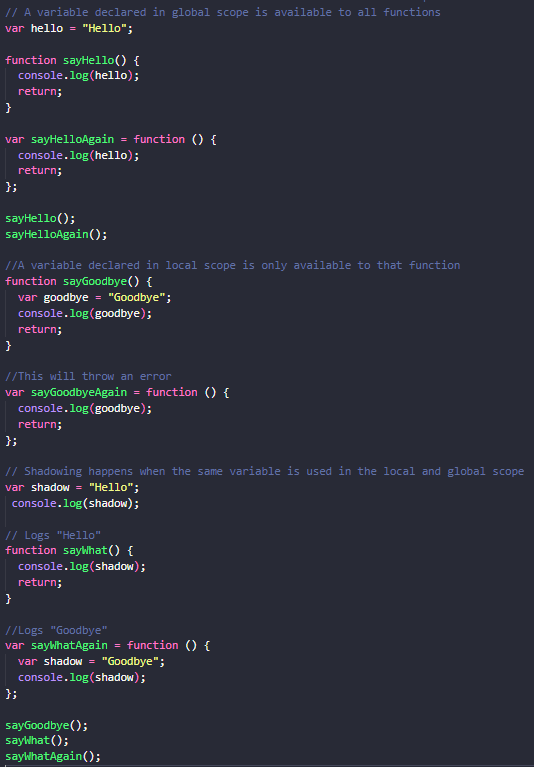 // A variable declared in global scope is available to all functions
var hello = "Hello";
function sayHello() {
console.log(hello);
return;
}
var sayHelloAgain = function () {
console.log(hello);
return;
};
sayHello();
sayHelloAgain();
//A variable declared in local scope is only available to that function
function sayGoodbye() {
var goodbye = "Goodbye";
console.log(goodbye);
return;
}
//This will throw an error
var sayGoodbyeAgain = function () {
console.log(goodbye);
return;
};
// Shadowing happens when the same variable is used in the local and global scope
var shadow = "Hello";
console.log(shadow);
// Logs "Hello"
function sayWhat() {
console.log(shadow);
return;
}
//Logs "Goodbye"
var sayWhatAgain = function () {
var shadow = "Goodbye";
console.log(shadow);
};
sayGoodbye();
sayWhat();
sayWhatAgain();